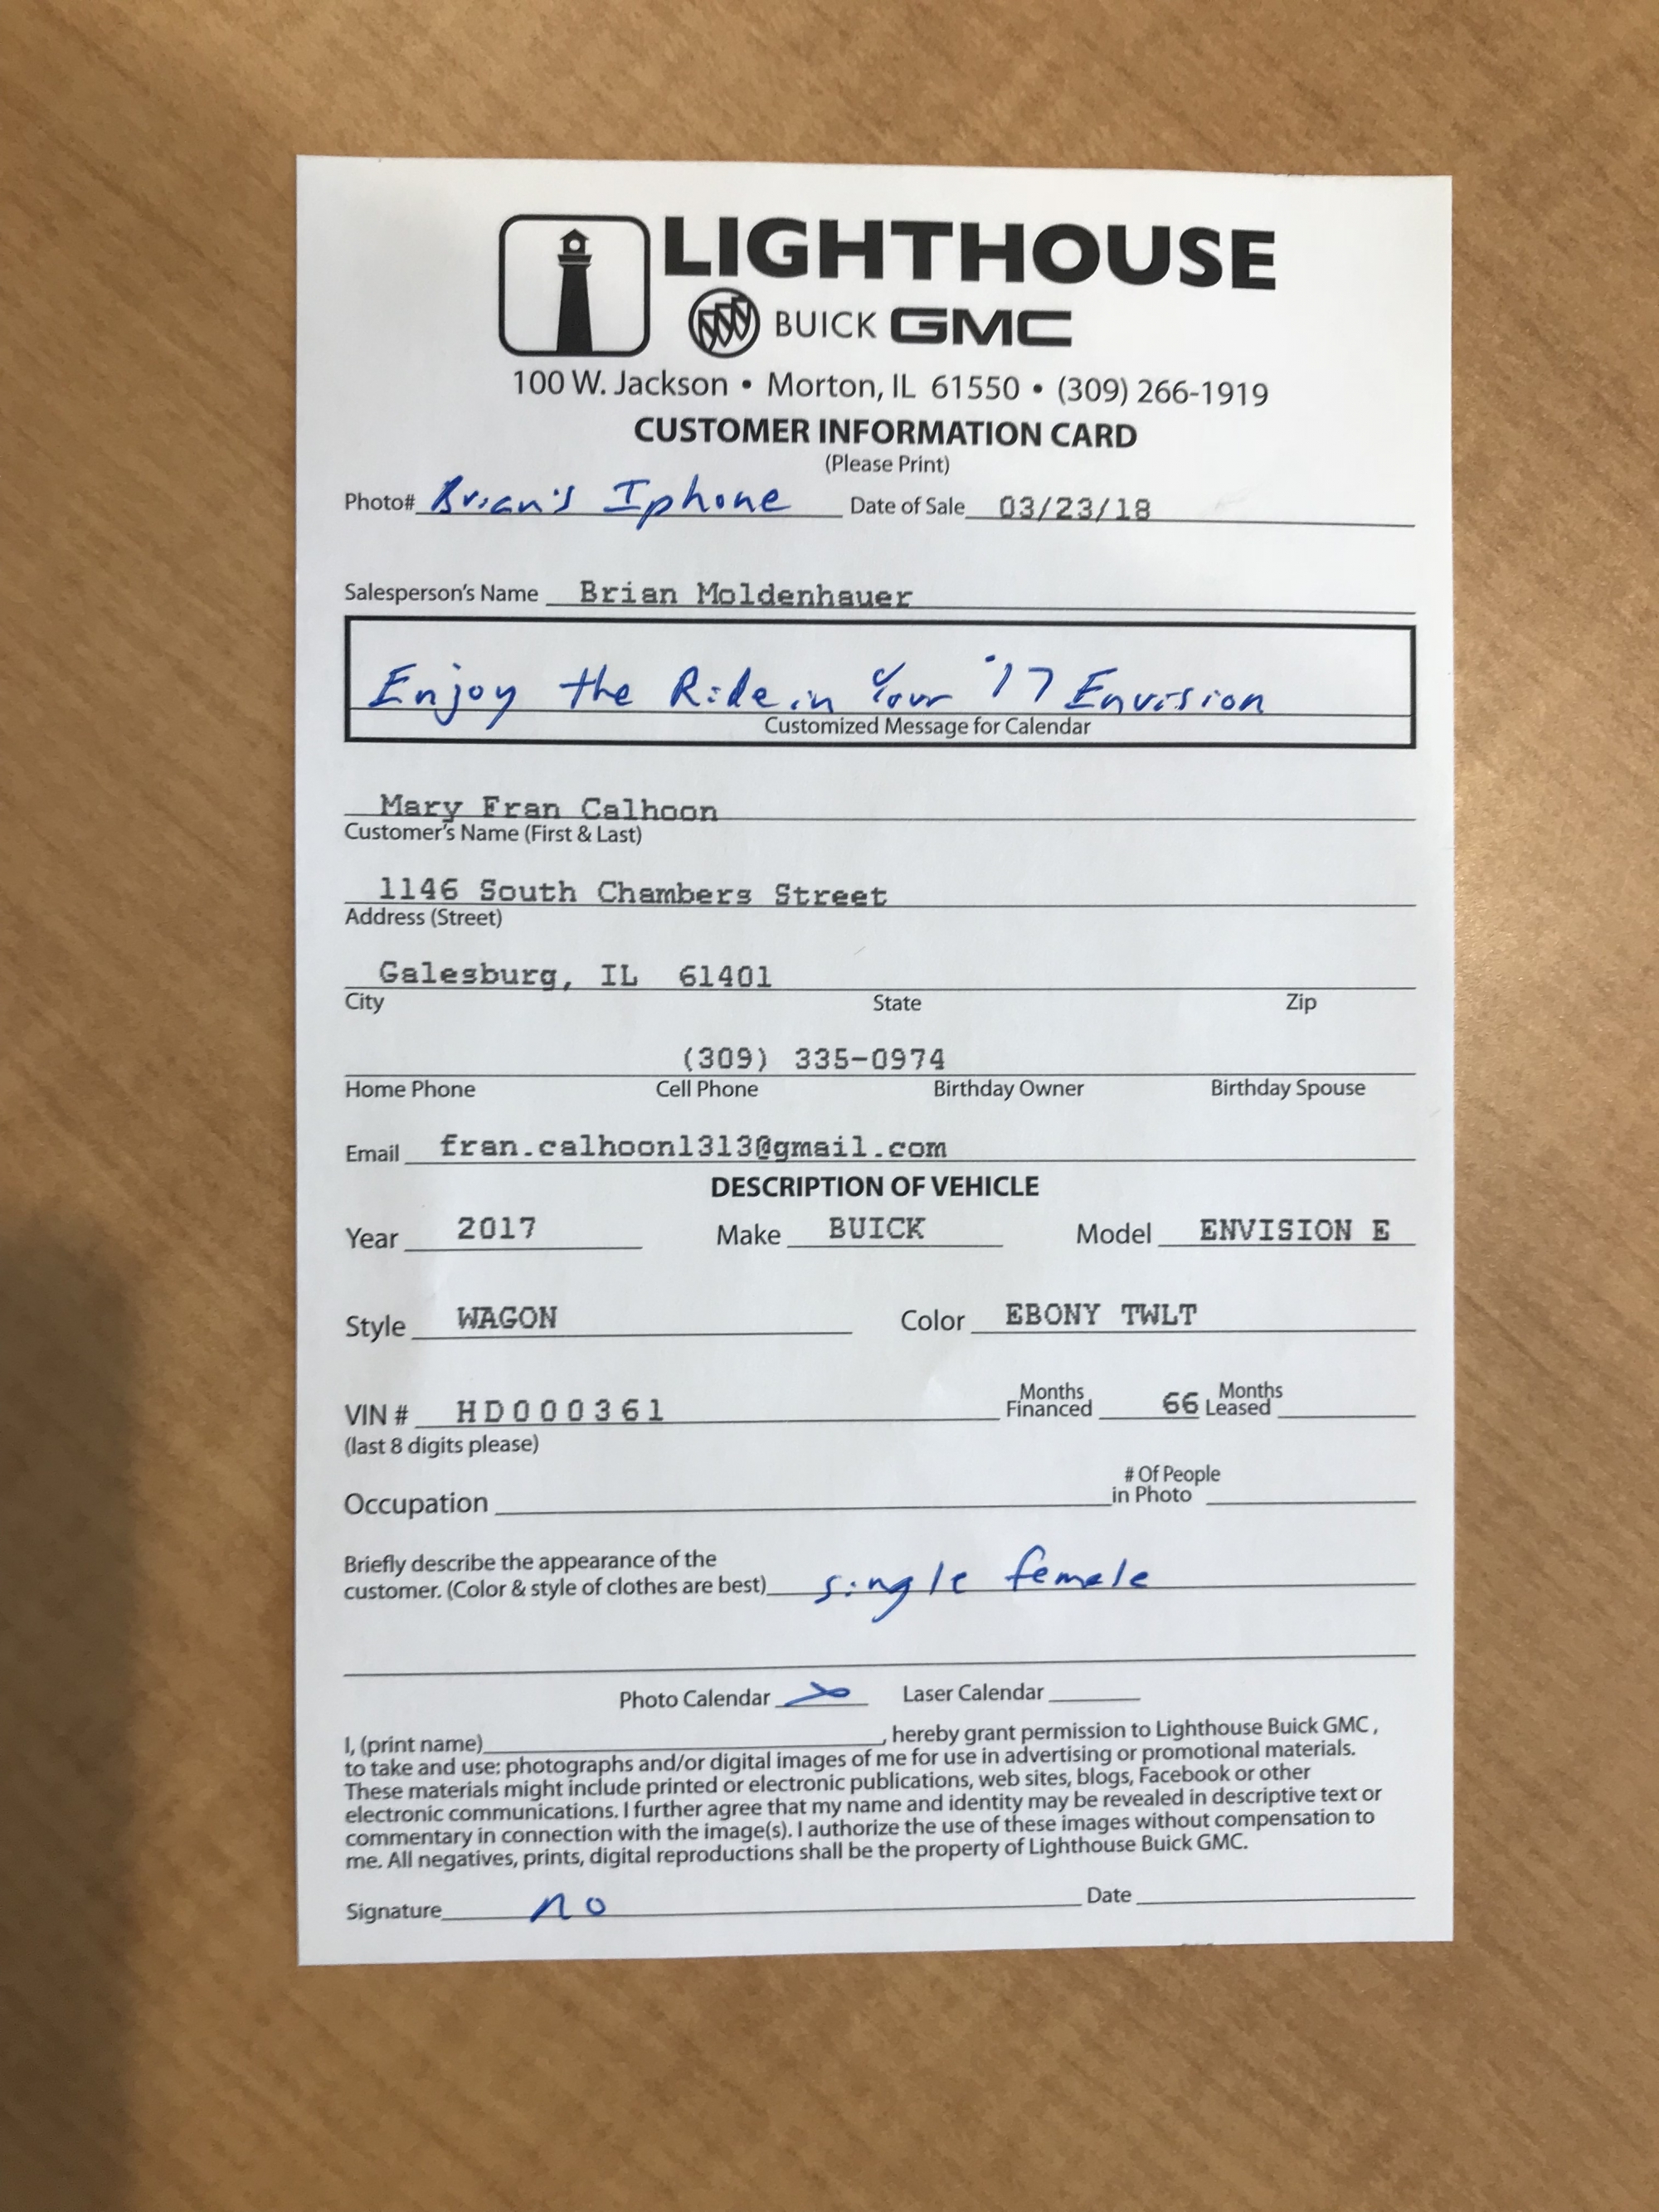 LIGHTHOUSE
BUICK GMC
100 W. Jackson • Morton, IL 61550 • (309) 266-1919
CUSTOMER INFORMATION CARD
(Please Print)
Photo# Brian's Iphone Date of Sale 03/23/18
Salesperson's Name Brian Moldenhauer
Enjoy the Ride in Your '17 Envision
Customized Message for Calendar
Mary Fran Calhoon
Customer's Name (First & Last)
1146 South Chambers Street
Address (Street)
Galesburg, IL 61401
City State Zip
(309) 335-0974
Home Phone Cell Phone Birthday Owner Birthday Spouse
Email fran.calhoon1313@gmail.com
DESCRIPTION OF VEHICLE
Year 2017 Make BUICK Model ENVISION E
Style WAGON Color EBONY TWLT
VIN # HD000361 Months Financed 66 Months Leased
(last 8 digits please)
Occupation # Of People in Photo
Briefly describe the appearance of the
customer. (Color & style of clothes are best) single female
Photo Calendar Laser Calendar
I, (print name) , hereby grant permission to Lighthouse Buick GMC,
to take and use: photographs and/or digital images of me for use in advertising or promotional materials.
These materials might include printed or electronic publications, web sites, blogs, Facebook or other
electronic communications. I further agree that my name and identity may be revealed in descriptive text or
commentary in connection with the image(s). I authorize the use of these images without compensation to
me. All negatives, prints, digital reproductions shall be the property of Lighthouse Buick GMC.
Signature no Date